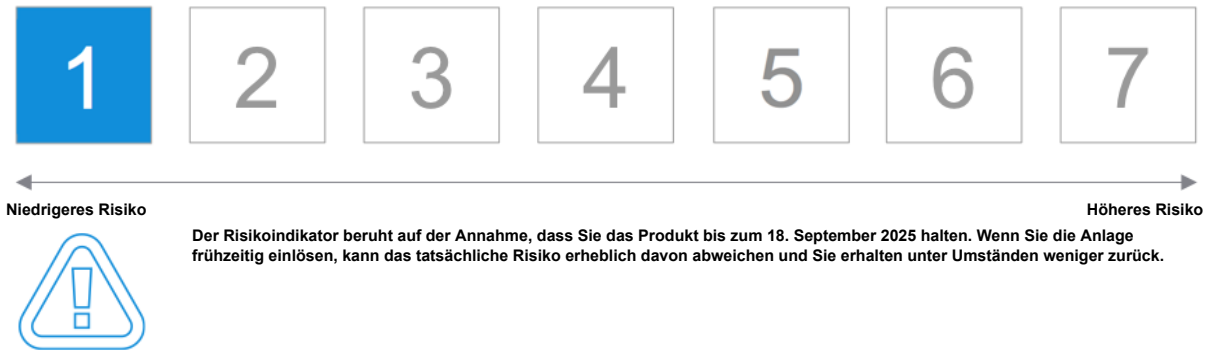 1 2 3 4 5 6 7
Niedrigeres Risiko Höheres Risiko
Der Risikoindikator beruht auf der Annahme, dass Sie das Produkt bis zum 18. September 2025 halten. Wenn Sie die Anlage
frühzeitig einlösen, kann das tatsächliche Risiko erheblich davon abweichen und Sie erhalten unter Umständen weniger zurück.
!